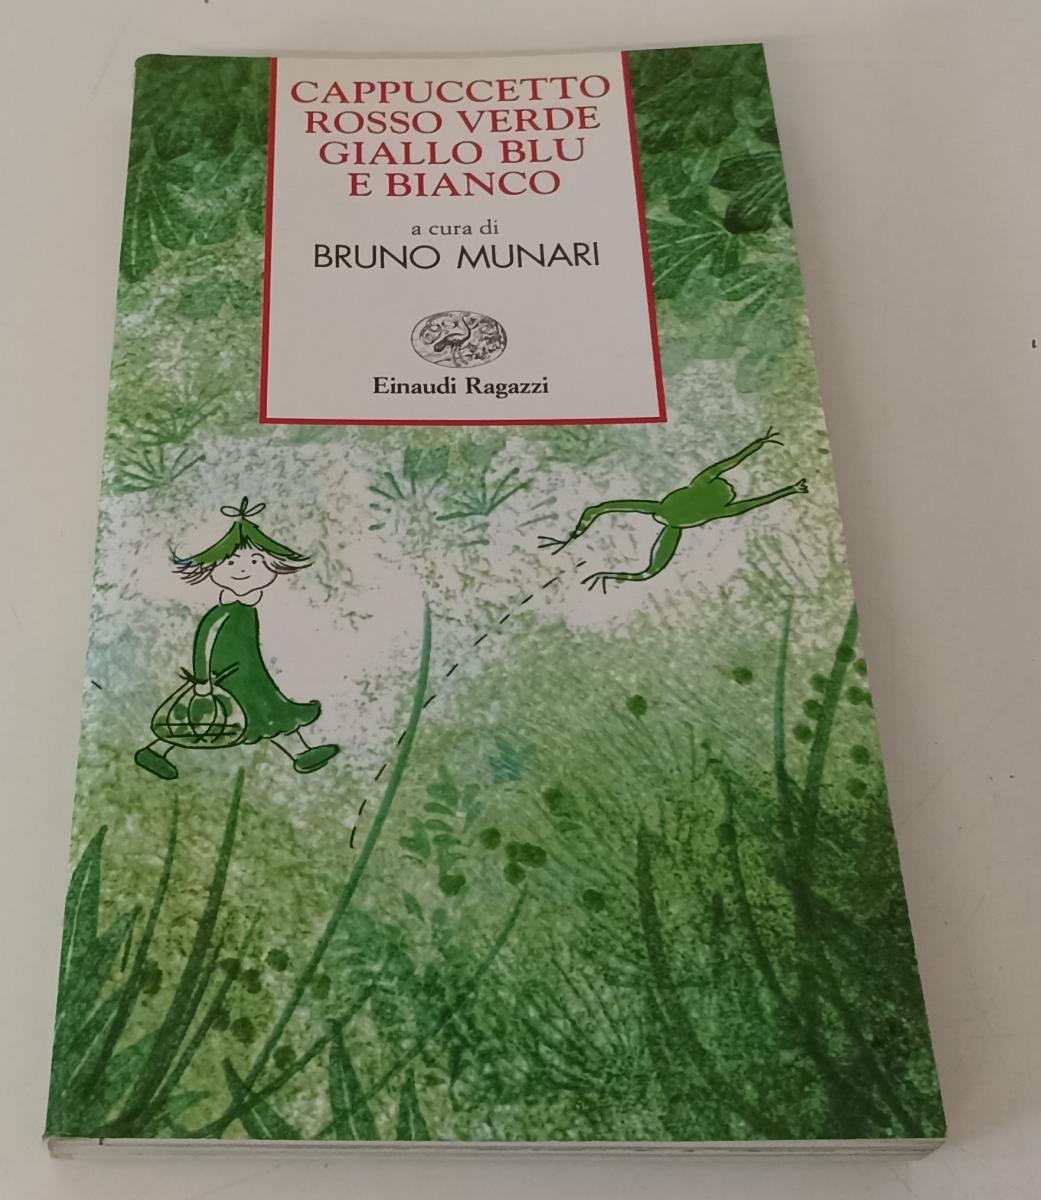 CAPPUCCETTO
ROSSO VERDE
GIALLO BLU
E BIANCO
a cura di
BRUNO MUNARI
Einaudi Ragazzi